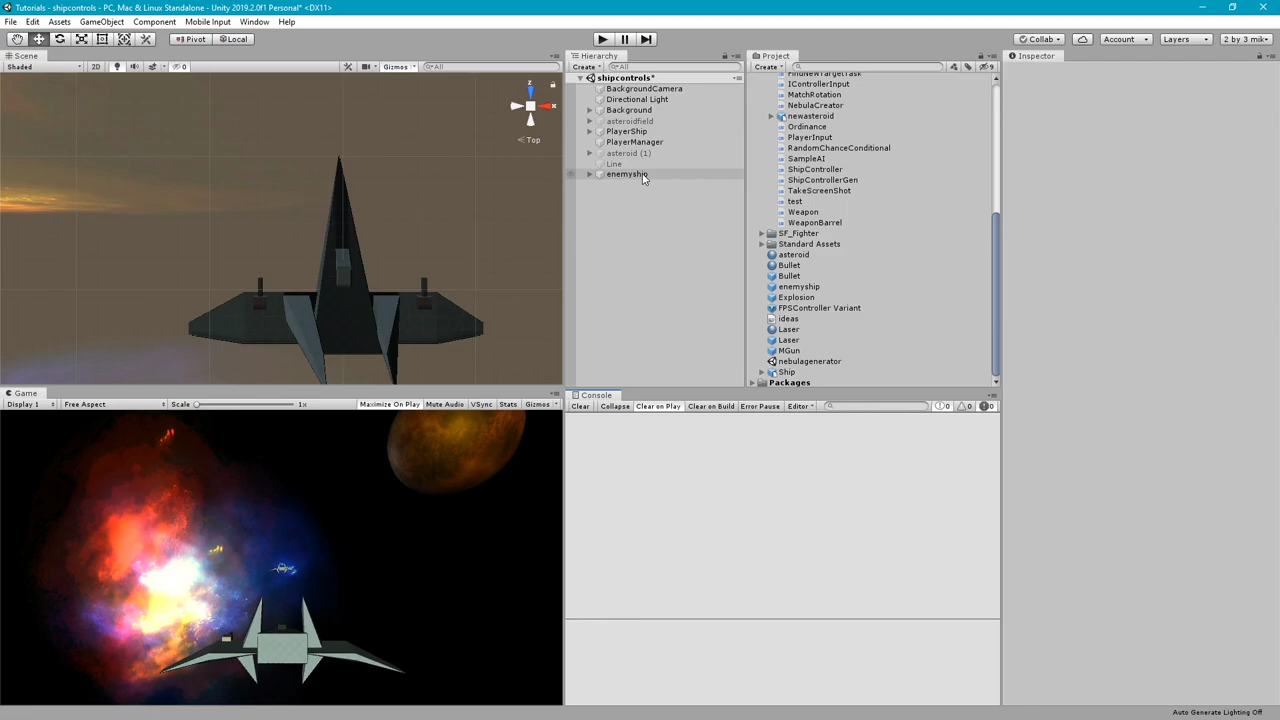 Tutorials - shipcontrols - PC, Mac & Linux Standalone - Unity 2019.2.0f1 Personal* <DX11>
File Edit Assets GameObject Component Mobile Input Window Help
Pivot Local Collab Account Layers 2 by 3 mik
Scene
Shaded 2D 0 Gizmos All
z
x
Top
Hierarchy
Create All
shipcontrols*
BackgroundCamera
Directional Light
Background
asteroidfield
PlayerShip
PlayerManager
asteroid (1)
Line
enemyship
Project
Create 9
FindNewTargetTask
IControllerInput
MatchRotation
NebulaCreator
newasteroid
Ordinance
PlayerInput
RandomChanceConditional
SampleAI
ShipController
ShipControllerGen
TakeScreenShot
test
Weapon
WeaponBarrel
SF_Fighter
Standard Assets
asteroid
Bullet
Bullet
enemyship
Explosion
FPSController Variant
ideas
Laser
Laser
MGun
nebulagenerator
Ship
Packages
Inspector
Game
Display 1 Free Aspect Scale 1x Maximize On Play Mute Audio VSync Stats Gizmos
Console
Clear Collapse Clear on Play Clear on Build Error Pause Editor 0 0 0
Auto Generate Lighting Off